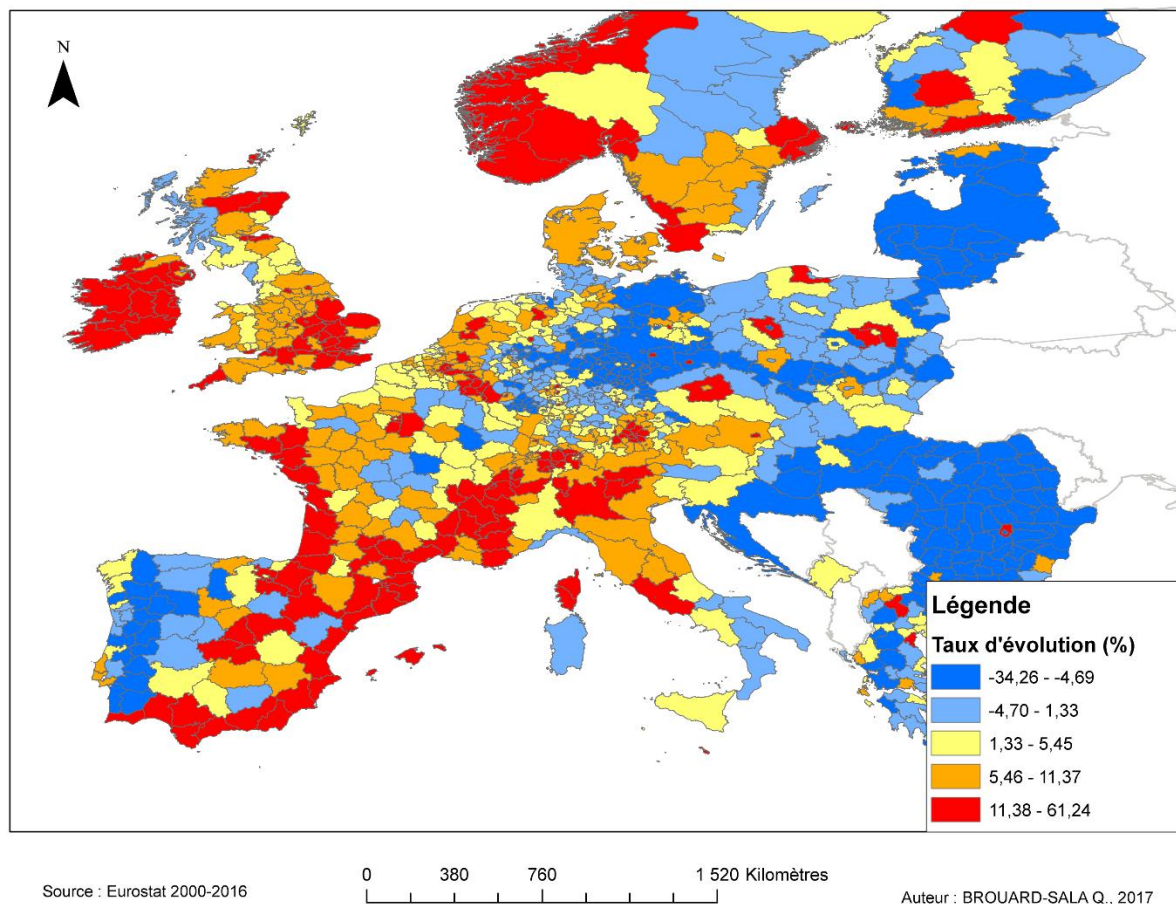 N
Légende
Taux d'évolution (%)
-34,26 - -4,69
-4,70 - 1,33
1,33 - 5,45
5,46 - 11,37
11,38 - 61,24
0 380 760 1 520 Kilomètres
Source : Eurostat 2000-2016
Auteur : BROUARD-SALA Q., 2017